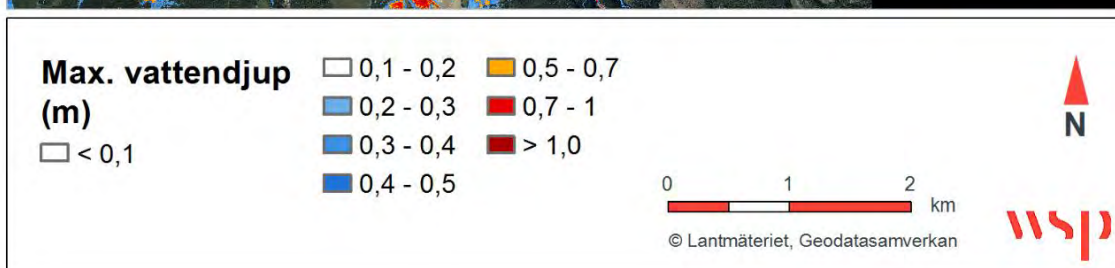 Max. vattendjup
(m)
< 0,1
0,1 - 0,2
0,2 - 0,3
0,3 - 0,4
0,4 - 0,5
0,5 - 0,7
0,7 - 1
> 1,0
0 1 2
km
© Lantmäteriet, Geodatasamverkan
N
wsp